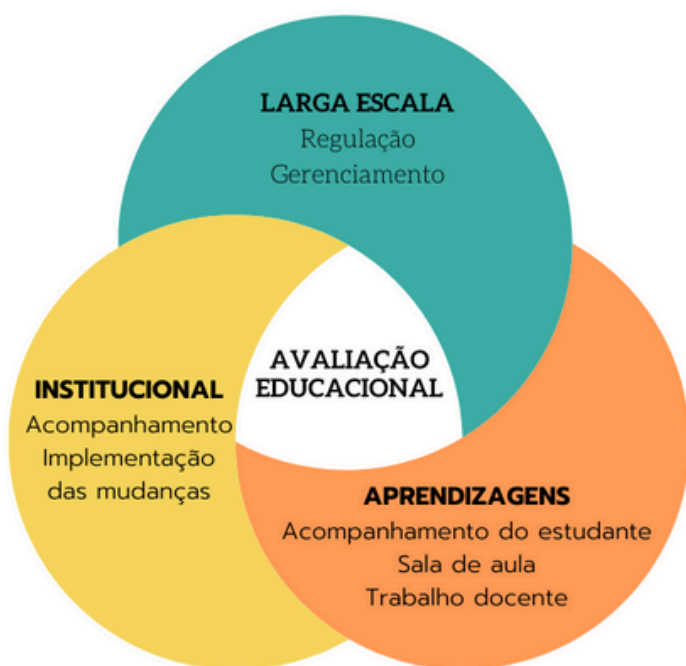 LARGA ESCALA
Regulação
Gerenciamento
AVALIAÇÃO
EDUCACIONAL
INSTITUCIONAL
Acompanhamento
Implementação
das mudanças
APRENDIZAGENS
Acompanhamento do estudante
Sala de aula
Trabalho docente